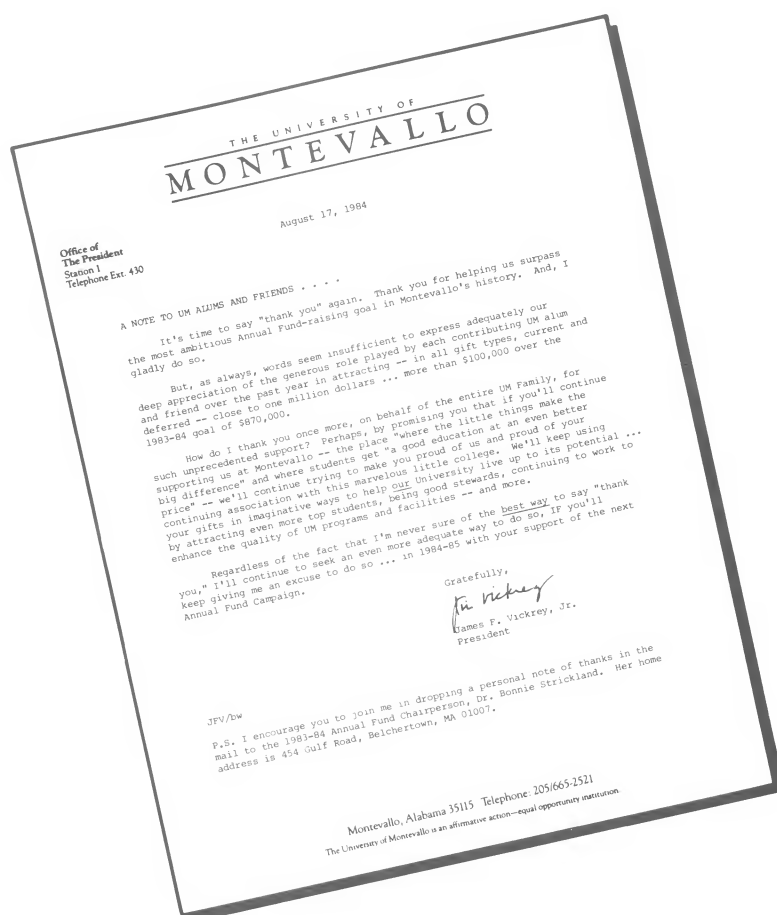 THE UNIVERSITY OF
MONTEVALLO
August 17, 1984
Office of
The President
Station 1
Telephone Ext. 430
A NOTE TO UM ALUMS AND FRIENDS . . . .
It's time to say "thank you" again. Thank you for helping us surpass
the most ambitious Annual Fund-raising goal in Montevallo's history. And, I
gladly do so.
But, as always, words seem insufficient to express adequately our
deep appreciation of the generous role played by each contributing UM alum
and friend over the past year in attracting -- in all gift types, current and
deferred -- close to one million dollars ... more than $100,000 over the
1983-84 goal of $870,000.
How do I thank you once more, on behalf of the entire UM Family, for
such unprecedented support? Perhaps, by promising you that if you'll continue
supporting us at Montevallo -- the place "where the little things make the
big difference" and where students get "a good education at an even better
price" -- we'll continue trying to make you proud of us and proud of your
continuing association with this marvelous little college. We'll keep using
your gifts in imaginative ways to help our University live up to its potential ...
by attracting even more top students, being good stewards, continuing to work to
enhance the quality of UM programs and facilities -- and more.
Regardless of the fact that I'm never sure of the best way to say "thank
you," I'll continue to seek an even more adequate way to do so, IF you'll
keep giving me an excuse to do so ... in 1984-85 with your support of the next
Annual Fund Campaign.
Gratefully,
Jim Vickrey
James F. Vickrey, Jr.
President
JFV/bw
P.S. I encourage you to join me in dropping a personal note of thanks in the
mail to the 1983-84 Annual Fund Chairperson, Dr. Bonnie Strickland. Her home
address is 454 Gulf Road, Belchertown, MA 01007.
Montevallo, Alabama 35115 Telephone: 205/665-2521
The University of Montevallo is an affirmative action—equal opportunity institution